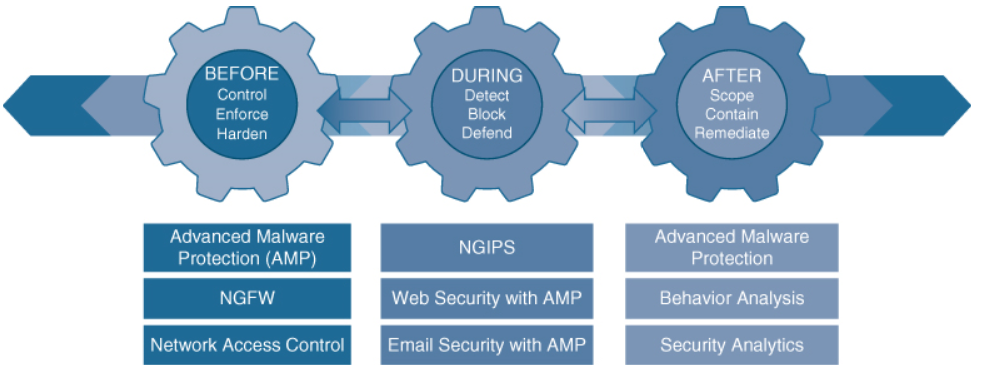 BEFORE
Control
Enforce
Harden
DURING
Detect
Block
Defend
AFTER
Scope
Contain
Remediate
Advanced Malware
Protection (AMP)
NGIPS
Advanced Malware
Protection
NGFW
Web Security with AMP
Behavior Analysis
Network Access Control
Email Security with AMP
Security Analytics